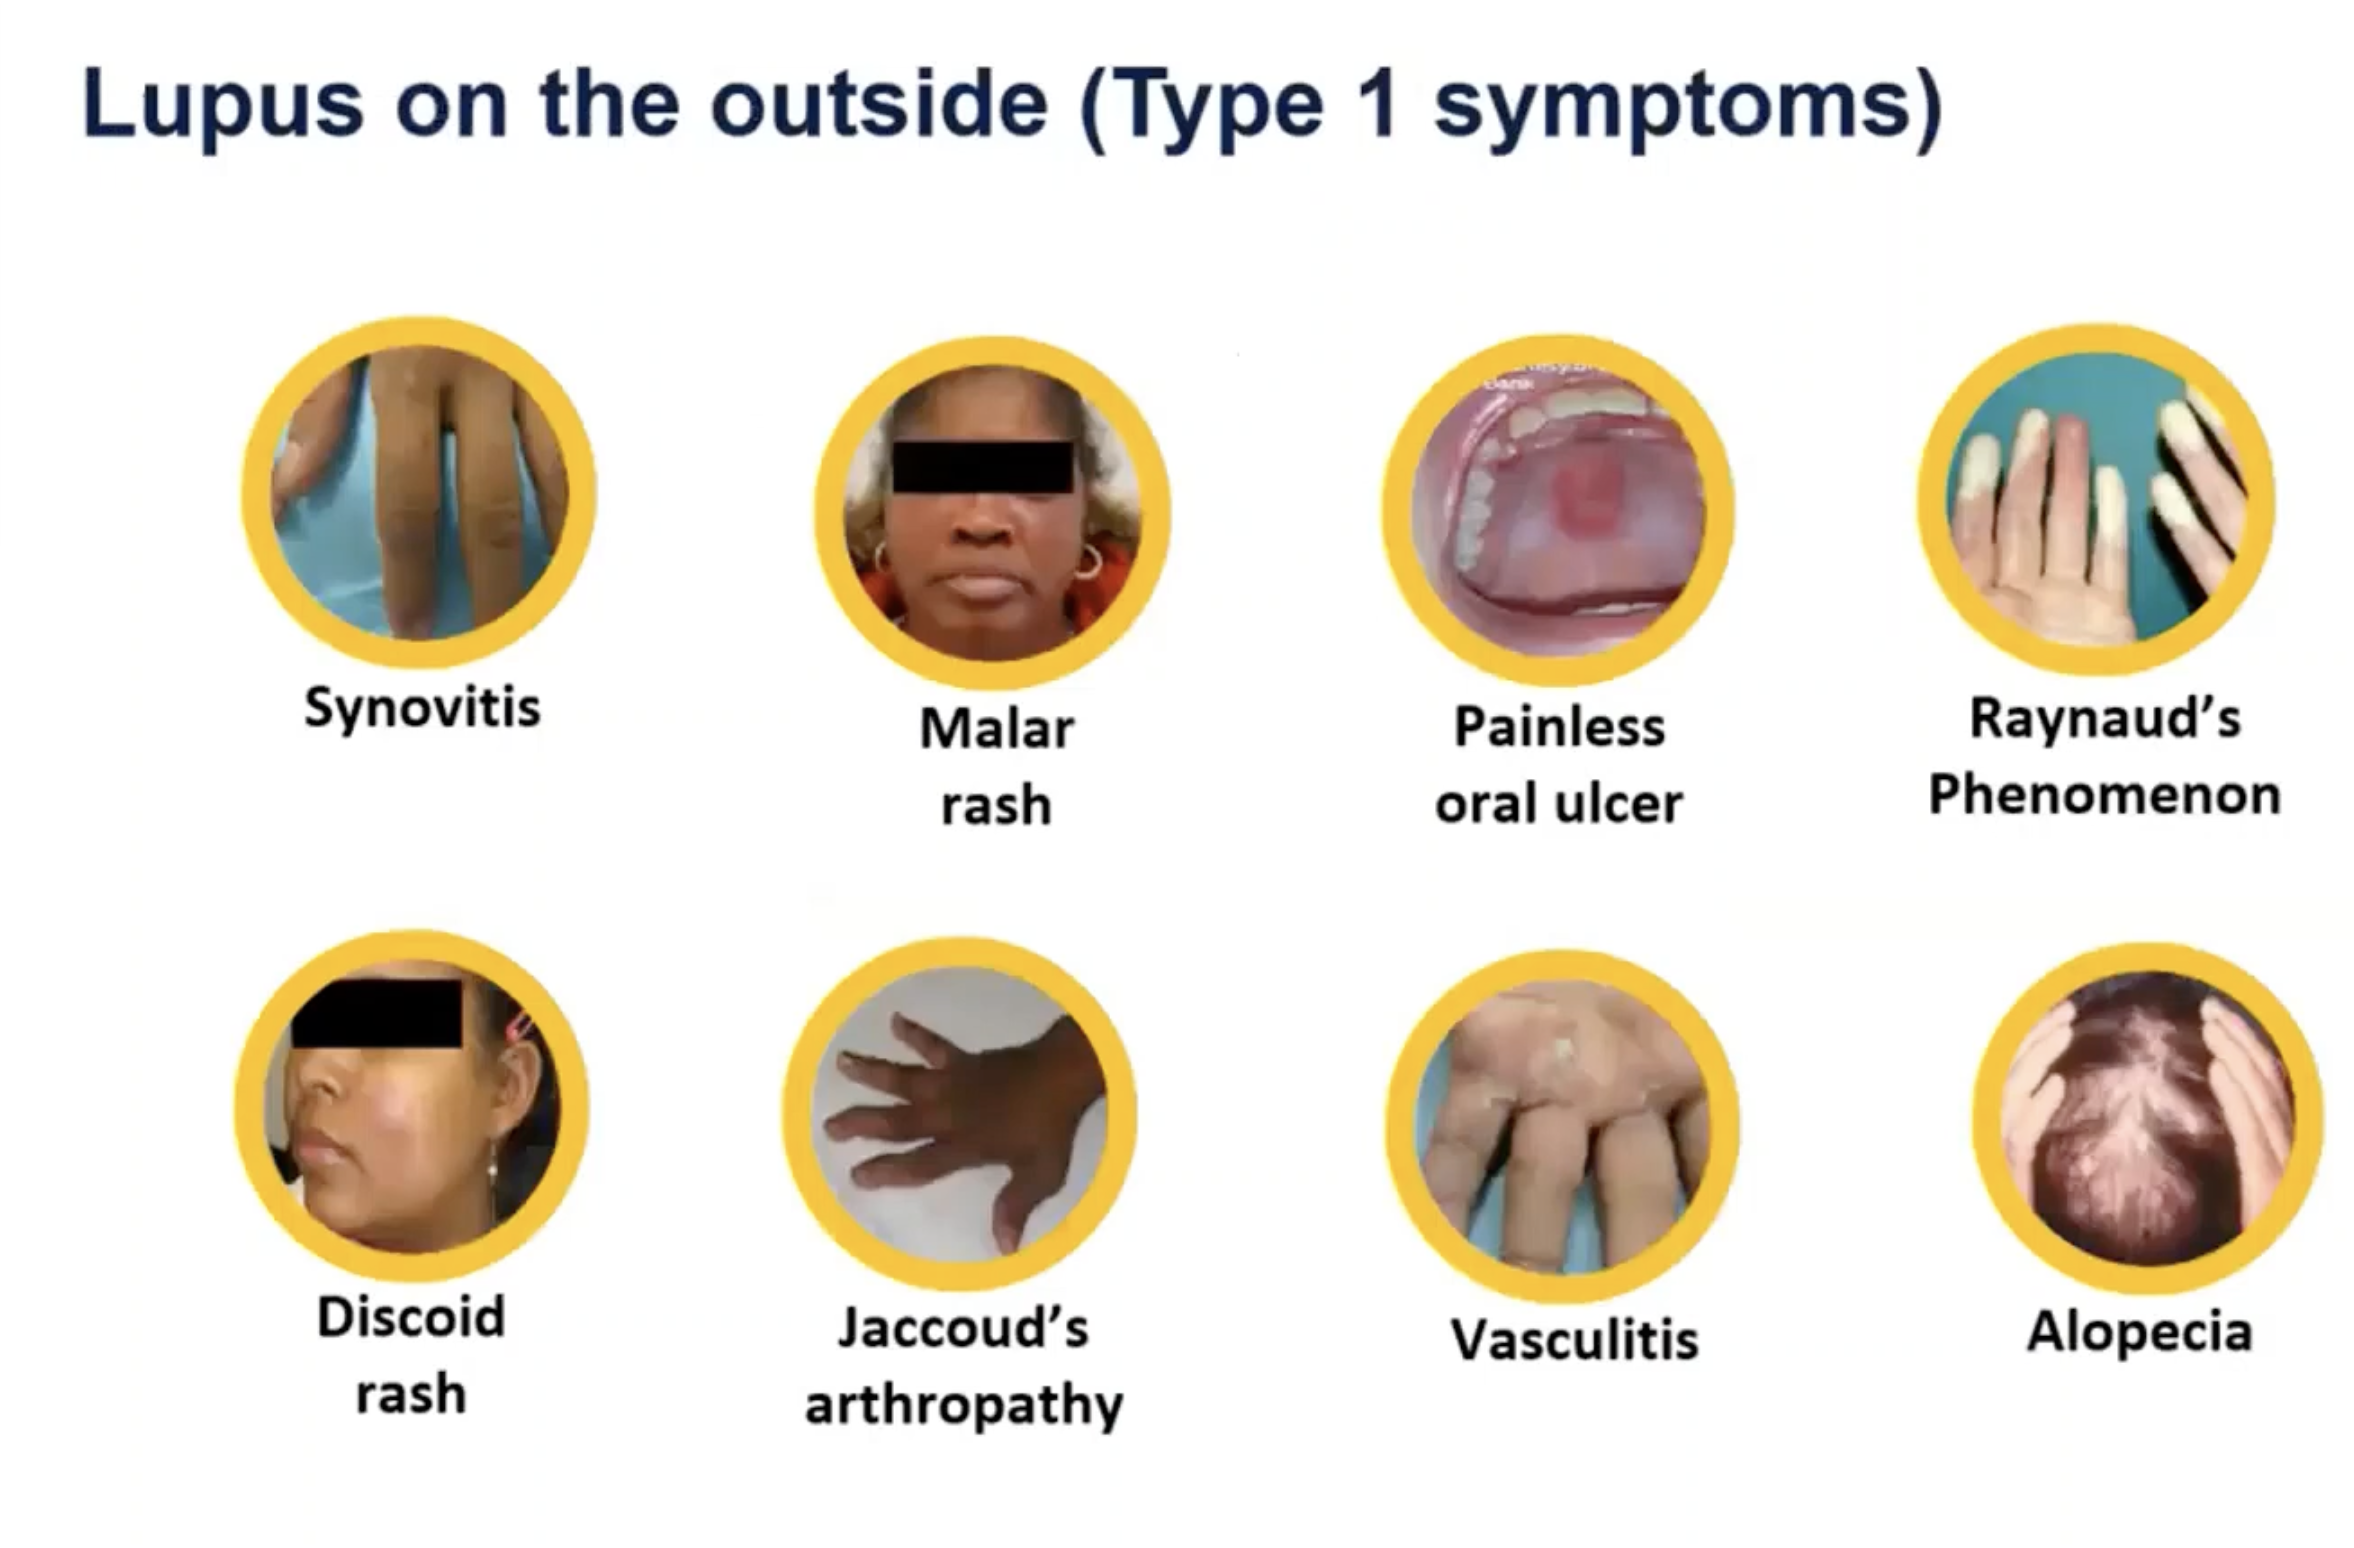 Lupus on the outside (Type 1 symptoms)
Synovitis
Malar
rash
Painless
oral ulcer
Raynaud’s
Phenomenon
Discoid
rash
Jaccoud’s
arthropathy
Vasculitis
Alopecia